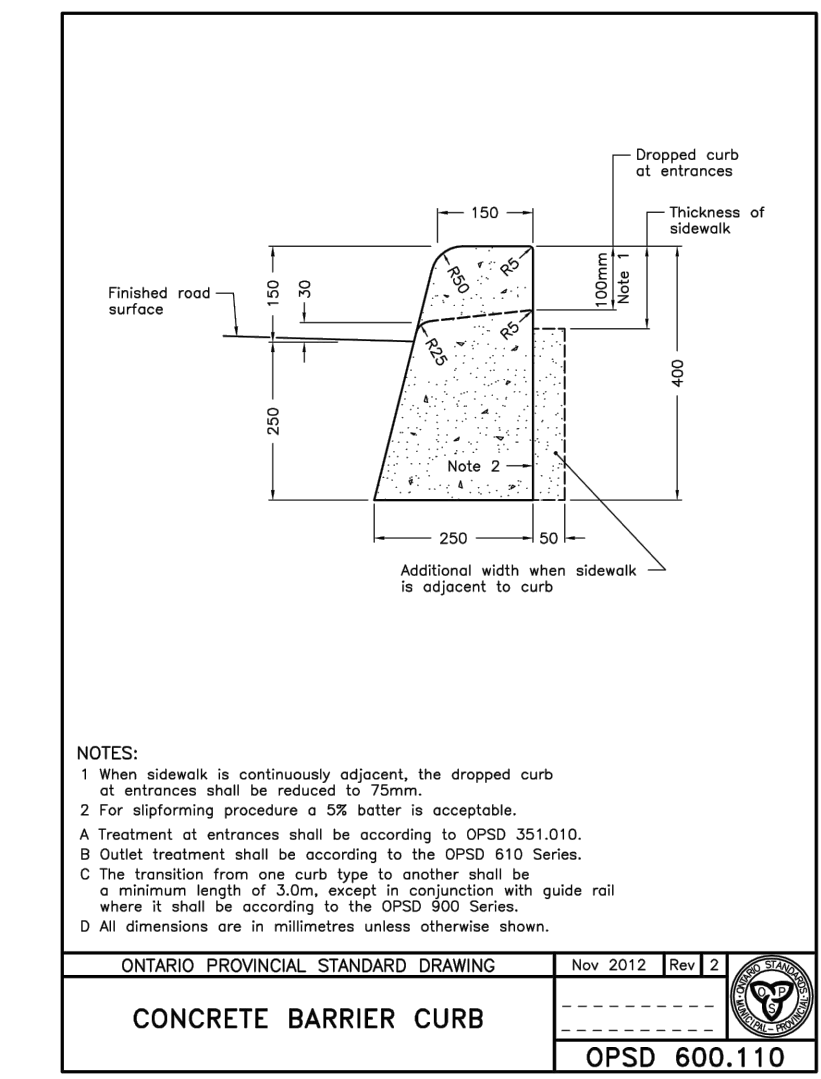 Dropped curb
at entrances
150
Thickness of
sidewalk
R50
R5
100mm
Note 1
150
30
Finished road
surface
R5
R25
400
250
Note 2
250
50
Additional width when sidewalk
is adjacent to curb
NOTES:
1 When sidewalk is continuously adjacent, the dropped curb
at entrances shall be reduced to 75mm.
2 For slipforming procedure a 5% batter is acceptable.
A Treatment at entrances shall be according to OPSD 351.010.
B Outlet treatment shall be according to the OPSD 610 Series.
C The transition from one curb type to another shall be
a minimum length of 3.0m, except in conjunction with guide rail
where it shall be according to the OPSD 900 Series.
D All dimensions are in millimetres unless otherwise shown.
ONTARIO PROVINCIAL STANDARD DRAWING
Nov 2012 Rev 2
CONCRETE BARRIER CURB
ONTARIO STANDARDS
MUNICIPAL-PROVINCIAL
O P
S
OPSD 600.110